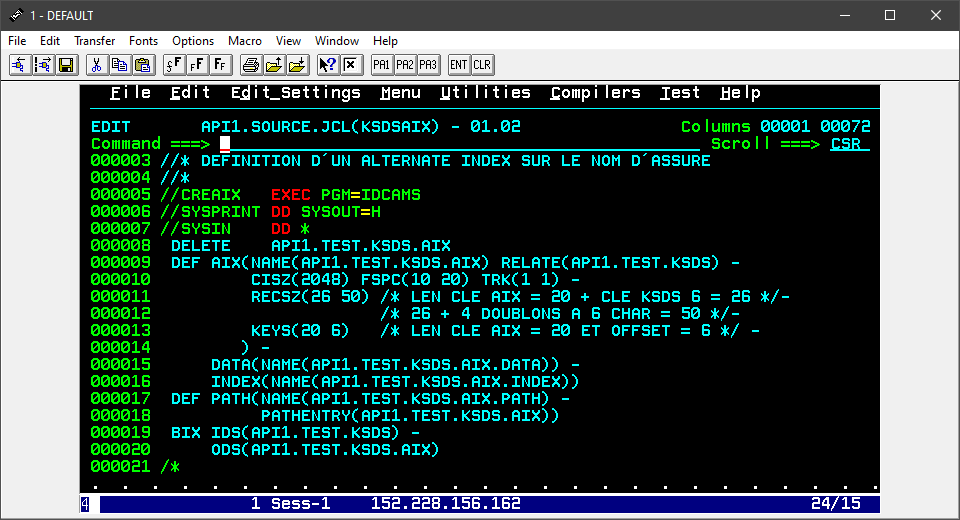 1 - DEFAULT
File Edit Transfer Fonts Options Macro View Window Help
PA1 PA2 PA3 ENT CLR
File Edit Edit_Settings Menu Utilities Compilers Test Help
EDIT API1.SOURCE.JCL(KSDSAIX) - 01.02 Columns 00001 00072
Command ===> Scroll ===> CSR
000003 //* DEFINITION D´UN ALTERNATE INDEX SUR LE NOM D´ASSURE
000004 //*
000005 //CREAIX EXEC PGM=IDCAMS
000006 //SYSPRINT DD SYSOUT=H
000007 //SYSIN DD *
000008 DELETE API1.TEST.KSDS.AIX
000009 DEF AIX(NAME(API1.TEST.KSDS.AIX) RELATE(API1.TEST.KSDS) -
000010 CISZ(2048) FSPC(10 20) TRK(1 1) -
000011 RECSZ(26 50) /* LEN CLE AIX = 20 + CLE KSDS 6 = 26 */-
000012 /* 26 + 4 DOUBLONS A 6 CHAR = 50 */-
000013 KEYS(20 6) /* LEN CLE AIX = 20 ET OFFSET = 6 */ -
000014 ) -
000015 DATA(NAME(API1.TEST.KSDS.AIX.DATA)) -
000016 INDEX(NAME(API1.TEST.KSDS.AIX.INDEX))
000017 DEF PATH(NAME(API1.TEST.KSDS.AIX.PATH) -
000018 PATHENTRY(API1.TEST.KSDS.AIX))
000019 BIX IDS(API1.TEST.KSDS) -
000020 ODS(API1.TEST.KSDS.AIX)
000021 /*
4 1 Sess-1 152.228.156.162 24/15